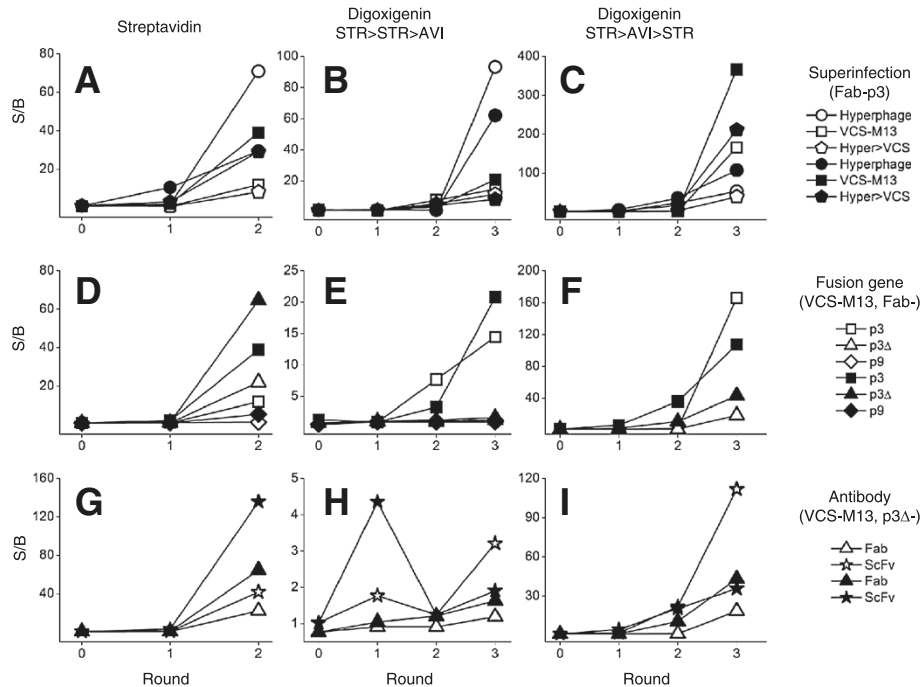 Streptavidin
Digoxigenin
STR>STR>AVI
Digoxigenin
STR>AVI>STR
A
S/B
80
60
40
20
0
1
2
B
100
80
60
40
20
0
1
2
3
C
400
300
200
100
0
1
2
3
Superinfection
(Fab-p3)
Hyperphage
VCS-M13
Hyper>VCS
Hyperphage
VCS-M13
Hyper>VCS
D
S/B
80
60
40
20
0
1
2
E
25
20
15
10
5
0
1
2
3
F
200
160
120
80
40
0
1
2
3
Fusion gene
(VCS-M13, Fab-)
p3
p3Δ
p9
p3
p3Δ
p9
G
S/B
160
120
80
40
0
1
2
Round
H
5
4
3
2
1
0
1
2
3
Round
I
120
90
60
30
0
1
2
3
Round
Antibody
(VCS-M13, p3Δ-)
Fab
ScFv
Fab
ScFv